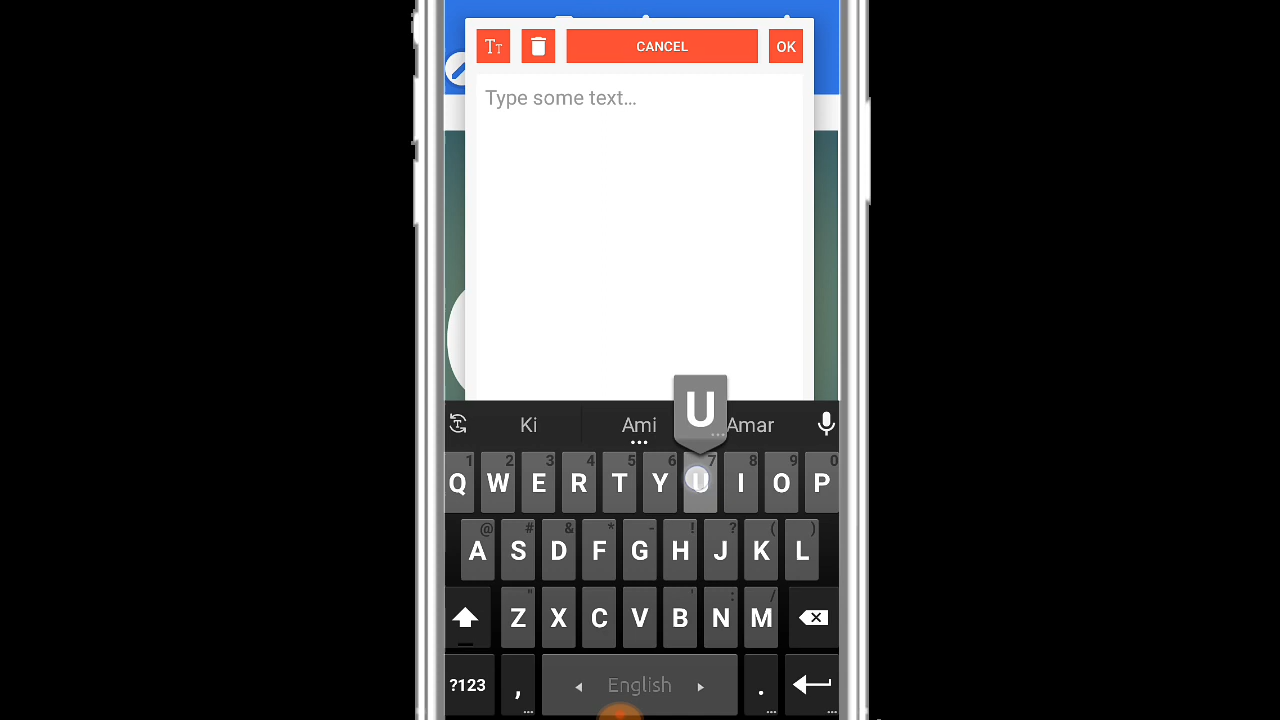 TT CANCEL OK
Type some text...
U
Ki Ami Amar
1 2 3 4 5 6 7 8 9 0
Q W E R T Y U I O P
@ # & * - ! ? ( )
A S D F G H J K L
" ' : /
Z X C V B N M
?123 , English .